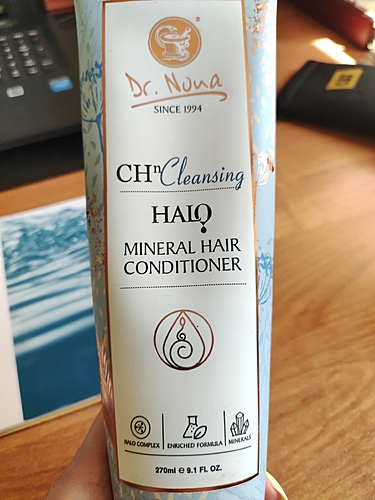 Dr. Nona
SINCE 1994
CHⁿCleansing
HALO
MINERAL HAIR
CONDITIONER
HALO COMPLEX ENRICHED FORMULA MINERALS
270ml ℮ 9.1 FL. OZ.